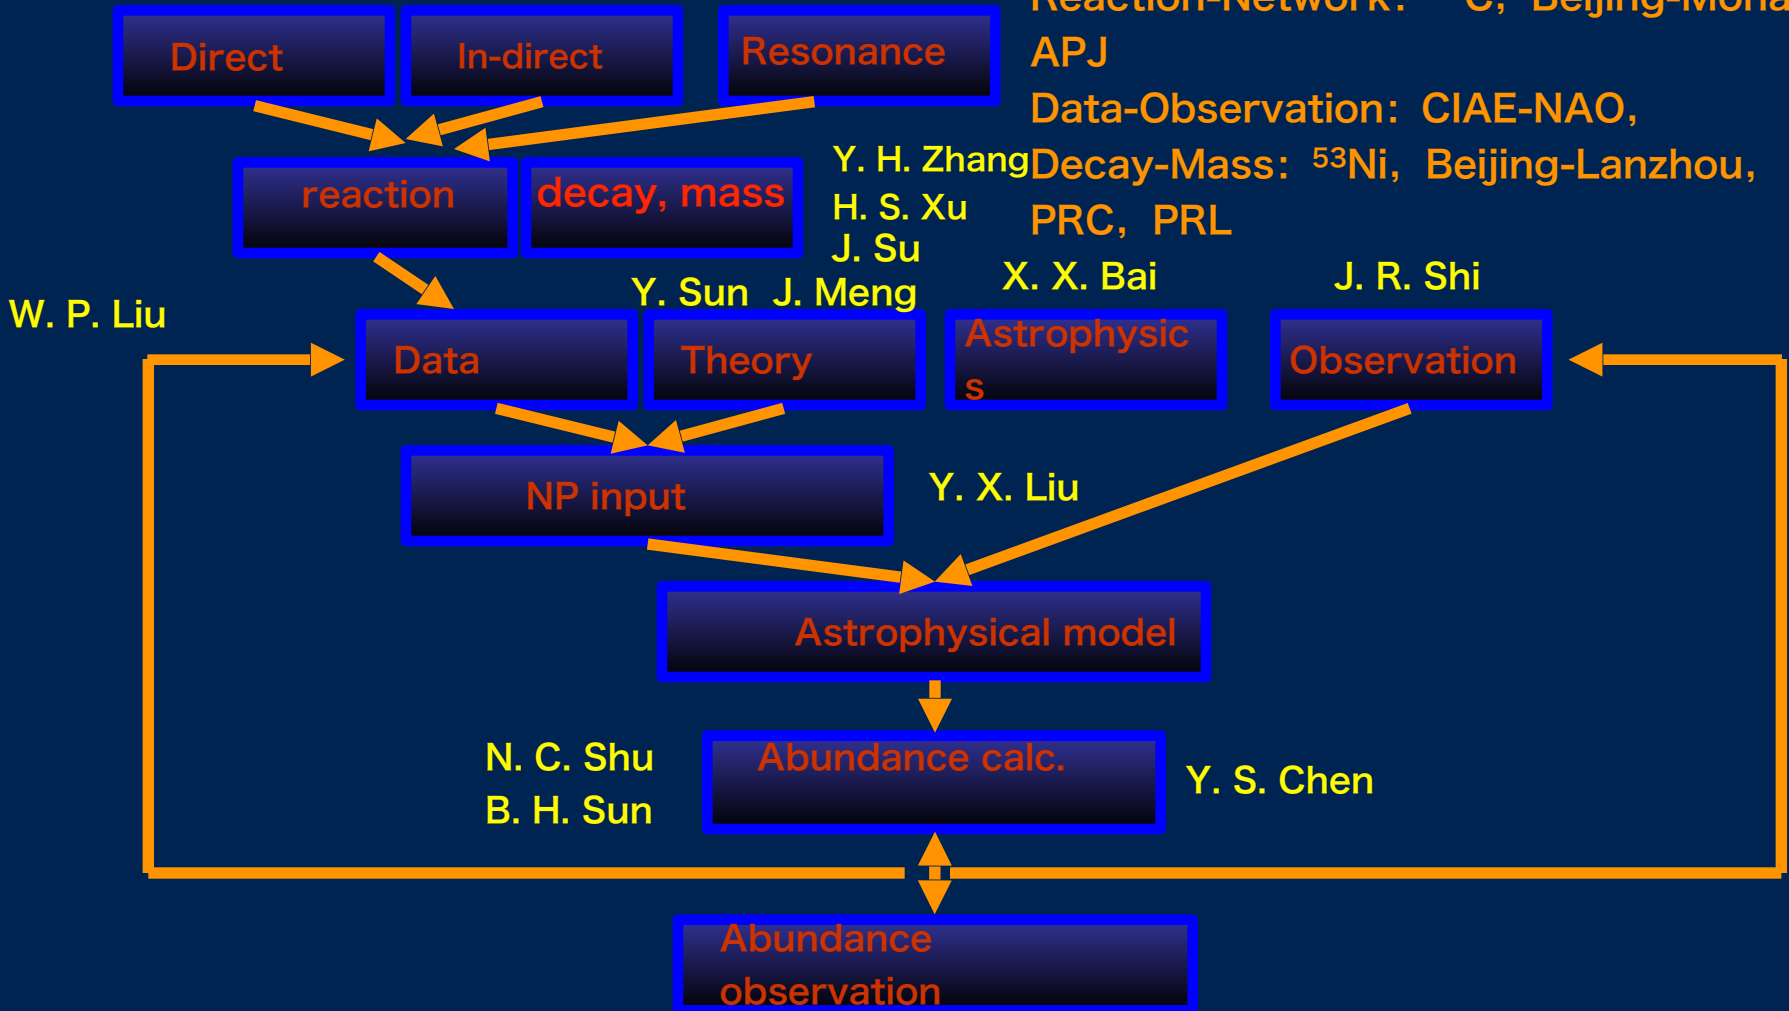 Reaction-Network: C, Beijing-Mona
APJ
Data-Observation: CIAE-NAO,
Decay-Mass: ⁵³Ni, Beijing-Lanzhou,
PRC, PRL
Direct
In-direct
Resonance
reaction
decay, mass
Y. H. Zhang
H. S. Xu
J. Su
W. P. Liu
Y. Sun J. Meng
X. X. Bai
J. R. Shi
Data
Theory
Astrophysic
s
Observation
NP input
Y. X. Liu
Astrophysical model
N. C. Shu
B. H. Sun
Abundance calc.
Y. S. Chen
Abundance
observation